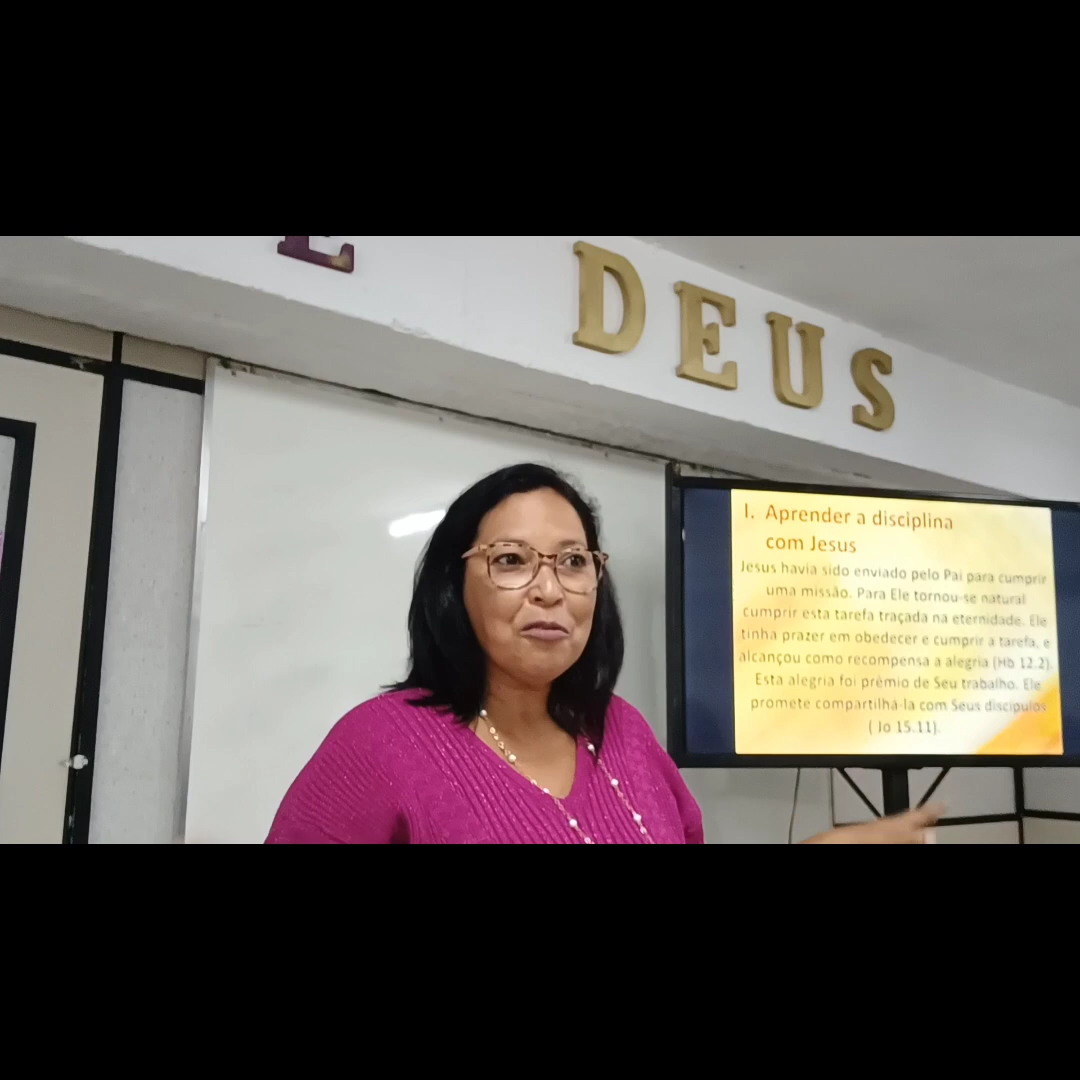 E DEUS
I. Aprender a disciplina
com Jesus
Jesus havia sido enviado pelo Pai para cumprir
uma missão. Para Ele tornou-se natural
cumprir esta tarefa traçada na eternidade. Ele
tinha prazer em obedecer e cumprir a tarefa, e
alcançou como recompensa a alegria (Hb 12.2).
Esta alegria foi prêmio de Seu trabalho. Ele
promete compartilhá-la com Seus discípulos
( Jo 15.11).